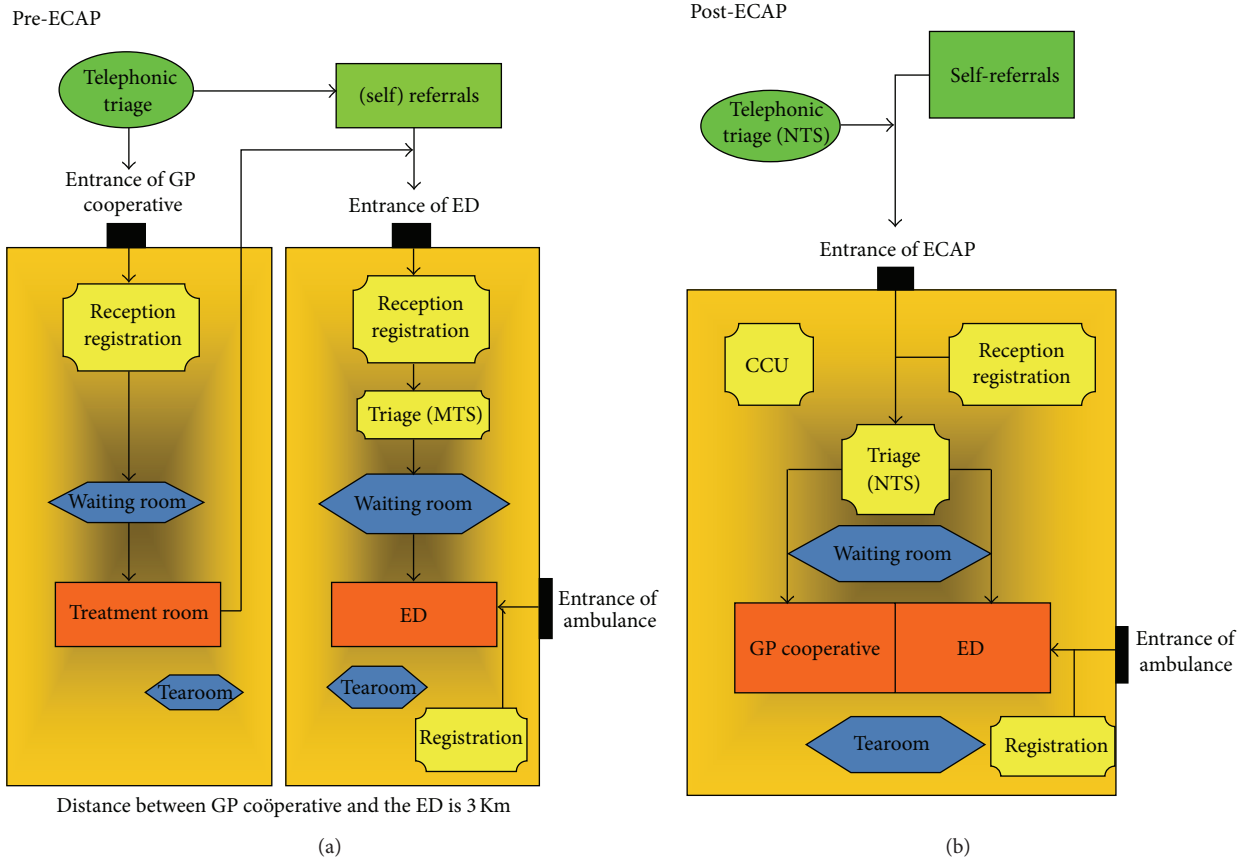 Pre-ECAP
Telephonic
triage
(self) referrals
Entrance of GP
cooperative
Entrance of ED
Reception
registration
Waiting room
Treatment room
Tearoom
Reception
registration
Triage (MTS)
Waiting room
ED
Entrance of
ambulance
Tearoom
Registration
Distance between GP coöperative and the ED is 3 Km
(a)
Post-ECAP
Self-referrals
Telephonic
triage (NTS)
Entrance of ECAP
CCU
Reception
registration
Triage
(NTS)
Waiting room
GP cooperative
ED
Entrance of
ambulance
Tearoom
Registration
(b)